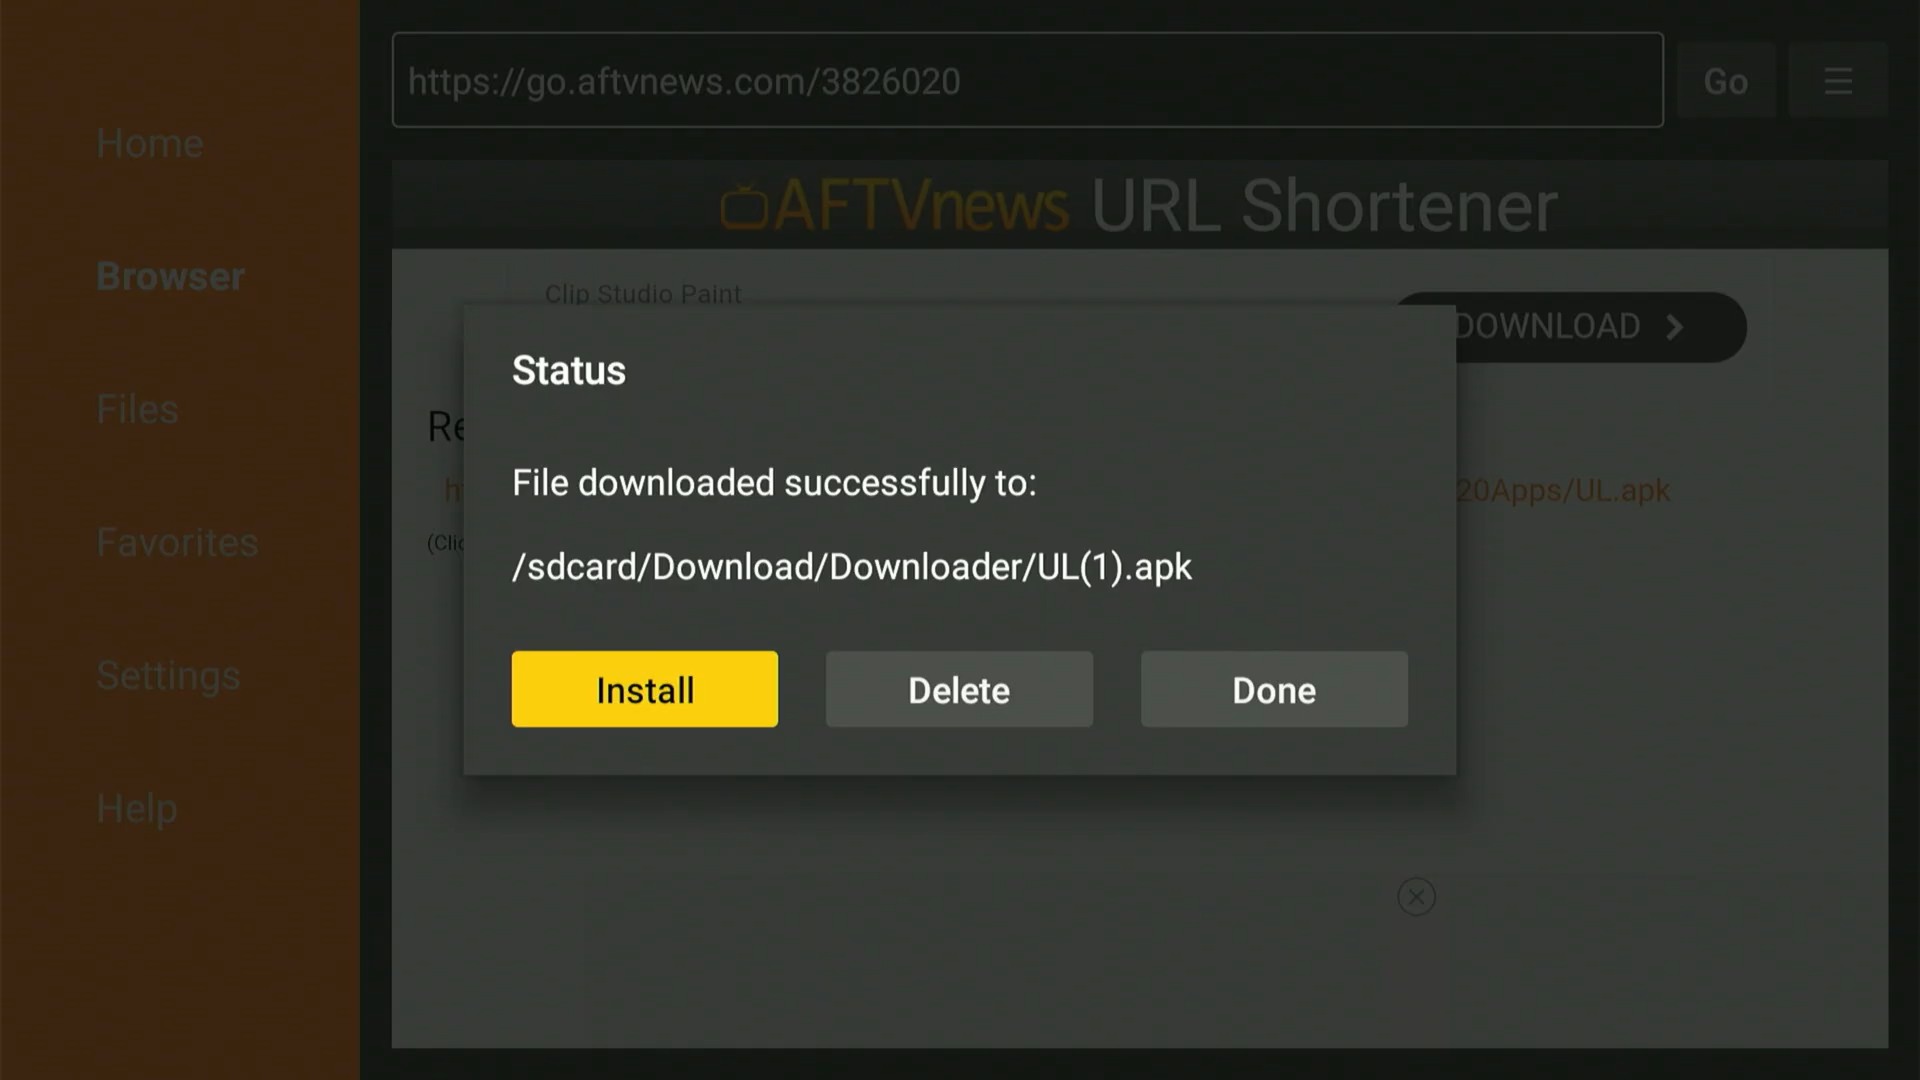 https://go.aftvnews.com/3826020
Go
Home
AFTVnews URL Shortener
Browser
Clip Studio Paint
DOWNLOAD
Status
Files
File downloaded successfully to:
20Apps/UL.apk
Favorites
/sdcard/Download/Downloader/UL(1).apk
Settings
Install
Delete
Done
Help